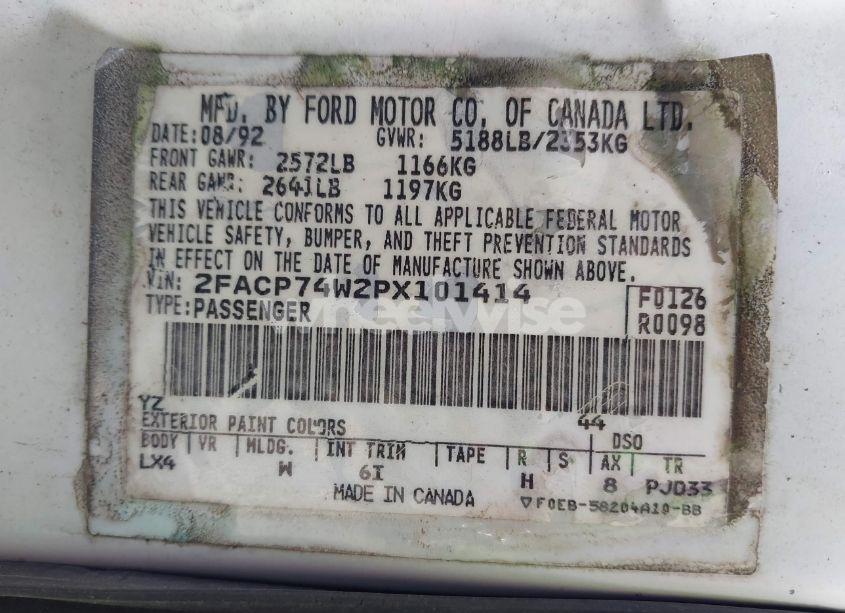 MFD. BY FORD MOTOR CO. OF CANADA LTD.
DATE: 08/92 GVWR: 5188LB/2353KG
FRONT GAWR: 2572LB 1166KG
REAR GAWR: 2641LB 1197KG
THIS VEHICLE CONFORMS TO ALL APPLICABLE FEDERAL MOTOR
VEHICLE SAFETY, BUMPER, AND THEFT PREVENTION STANDARDS
IN EFFECT ON THE DATE OF MANUFACTURE SHOWN ABOVE.
VIN: 2FACP74W2PX101414 F0126
TYPE: PASSENGER R0098
wheelwise
YZ 44
EXTERIOR PAINT COLORS DSO
BODY VR MLDG. INT TRIM TAPE R S AX TR
LX4 W 6I H 8 PJD33
MADE IN CANADA ▽F0EB-58204A10-BB